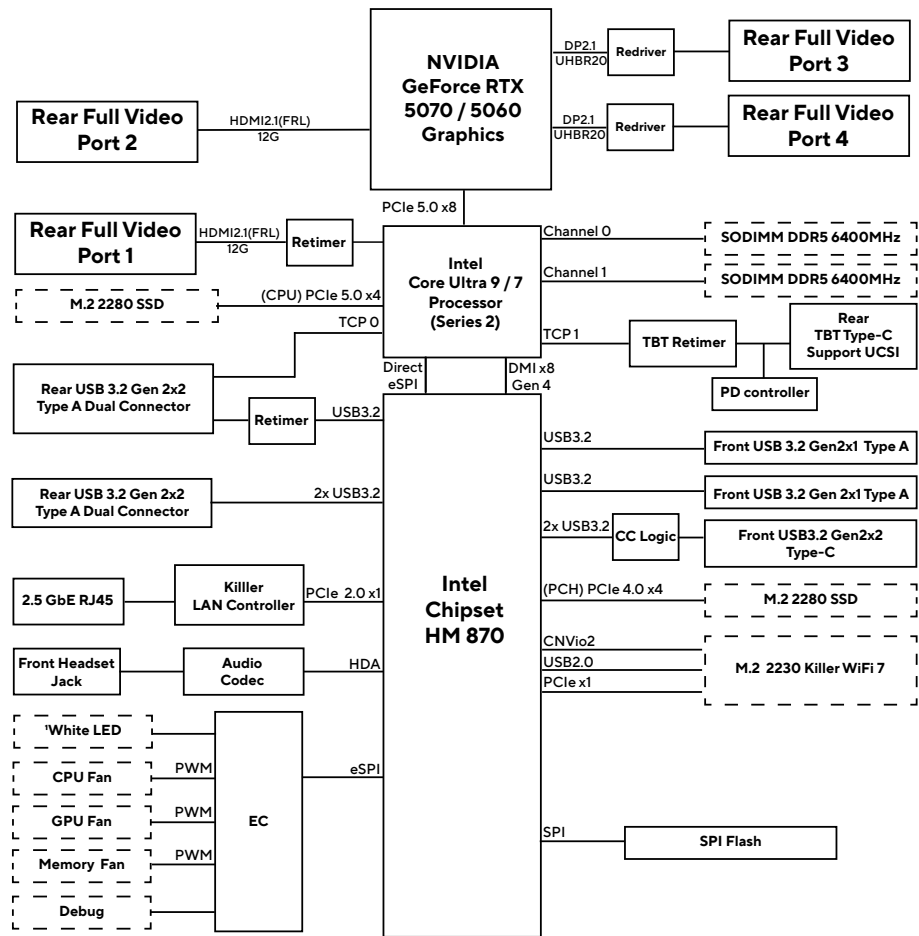 NVIDIA
GeForce RTX
5070 / 5060
Graphics
DP2.1
UHBR20
Redriver
Rear Full Video
Port 3
Rear Full Video
Port 2
HDMI2.1(FRL)
12G
DP2.1
UHBR20
Redriver
Rear Full Video
Port 4
PCIe 5.0 x8
Rear Full Video
Port 1
HDMI2.1(FRL)
12G
Retimer
Intel
Core Ultra 9 / 7
Processor
(Series 2)
Channel 0
SODIMM DDR5 6400MHz
Channel 1
SODIMM DDR5 6400MHz
M.2 2280 SSD
(CPU) PCIe 5.0 x4
TCP 0
TCP 1
TBT Retimer
Rear
TBT Type-C
Support UCSI
PD controller
Direct
eSPI
DMI x8
Gen 4
Rear USB 3.2 Gen 2x2
Type A Dual Connector
Retimer
USB3.2
USB3.2
Front USB 3.2 Gen2x1 Type A
Rear USB 3.2 Gen 2x2
Type A Dual Connector
2x USB3.2
USB3.2
Front USB 3.2 Gen 2x1 Type A
2x USB3.2
CC Logic
Front USB3.2 Gen2x2
Type-C
Intel
Chipset
HM 870
2.5 GbE RJ45
Killler
LAN Controller
PCIe 2.0 x1
(PCH) PCIe 4.0 x4
M.2 2280 SSD
Front Headset
Jack
Audio
Codec
HDA
CNVio2
USB2.0
PCIe x1
M.2 2230 Killer WiFi 7
¹White LED
CPU Fan
PWM
GPU Fan
PWM
Memory Fan
PWM
Debug
EC
eSPI
SPI
SPI Flash